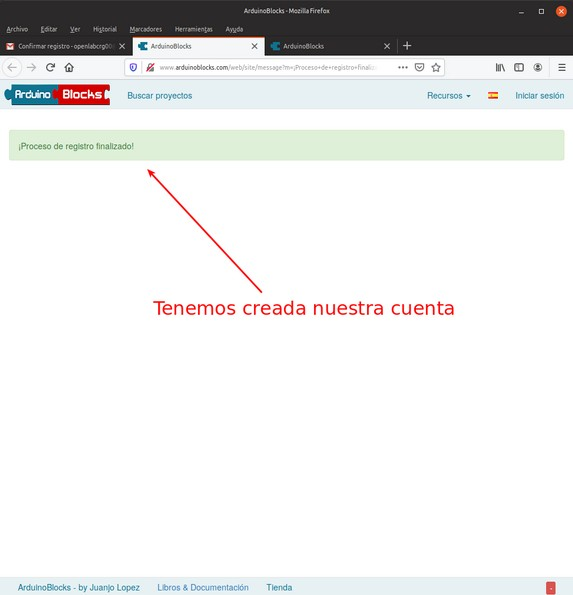 ArduinoBlocks - Mozilla Firefox
Archivo Editar Ver Historial Marcadores Herramientas Ayuda
Confirmar registro - openlabcrg00 ArduinoBlocks ArduinoBlocks
www.arduinoblocks.com/web/site/message?m=¡Proceso+de+registro+finaliz
Arduino Blocks Buscar proyectos Recursos Iniciar sesión
¡Proceso de registro finalizado!
Tenemos creada nuestra cuenta
ArduinoBlocks - by Juanjo Lopez Libros & Documentación Tienda -